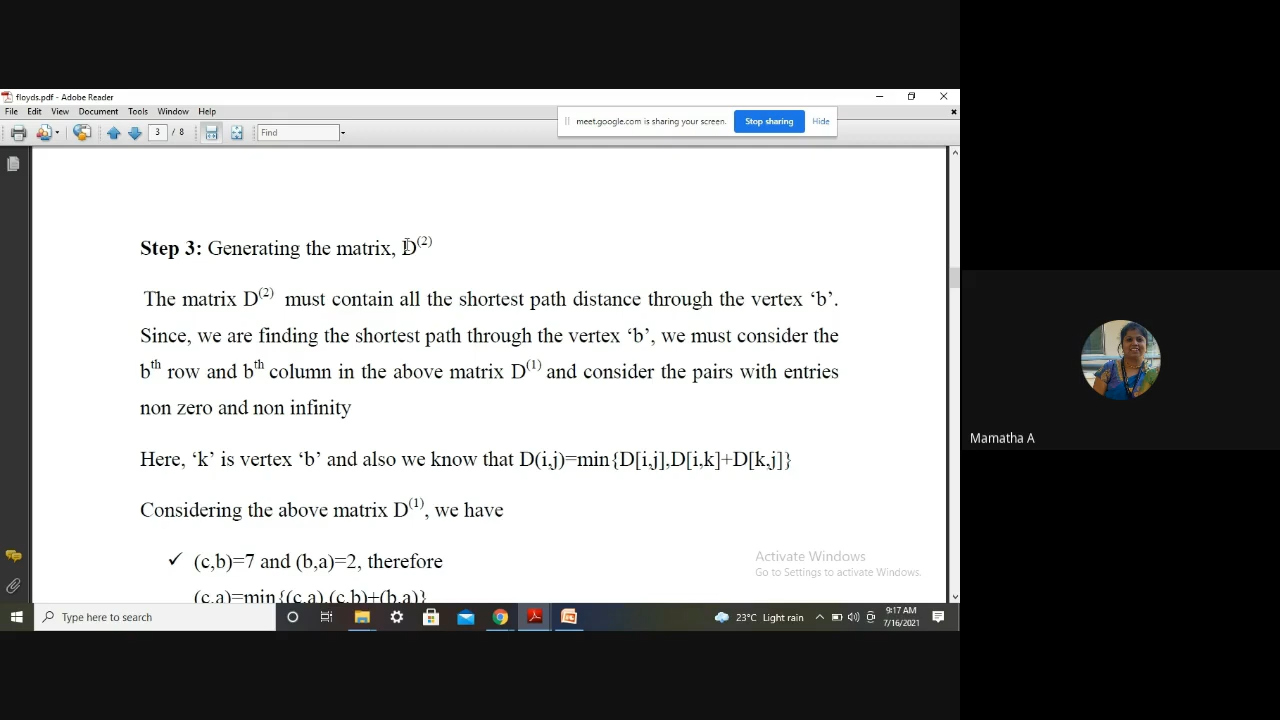 floyds.pdf - Adobe Reader
File Edit View Document Tools Window Help
meet.google.com is sharing your screen. Stop sharing Hide
3 / 8 Find
Step 3: Generating the matrix, D(2)
The matrix D(2) must contain all the shortest path distance through the vertex ‘b’.
Since, we are finding the shortest path through the vertex ‘b’, we must consider the
bth row and bth column in the above matrix D(1) and consider the pairs with entries
non zero and non infinity
Here, ‘k’ is vertex ‘b’ and also we know that D(i,j)=min{D[i,j],D[i,k]+D[k,j]}
Considering the above matrix D(1), we have
✓ (c,b)=7 and (b,a)=2, therefore
(c,a)=min{(c,a),(c,b)+(b,a)}
Activate Windows
Go to Settings to activate Windows.
Type here to search
23°C Light rain
9:17 AM
7/16/2021
Mamatha A